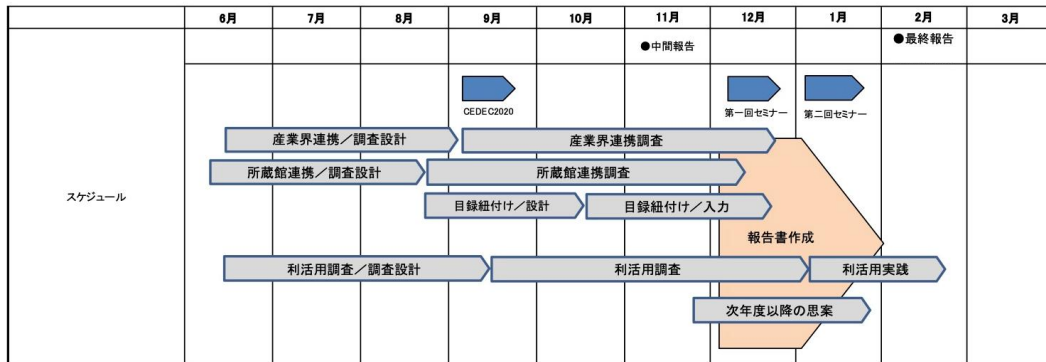 6月 7月 8月 9月 10月 11月 12月 1月 2月 3月
●中間報告 ●最終報告
CEDEC2020 第一回セミナー 第二回セミナー
産業界連携／調査設計 産業界連携調査
所蔵館連携／調査設計 所蔵館連携調査
スケジュール
目録紐付け／設計 目録紐付け／入力
報告書作成
利活用調査／調査設計 利活用調査 利活用実践
次年度以降の思案